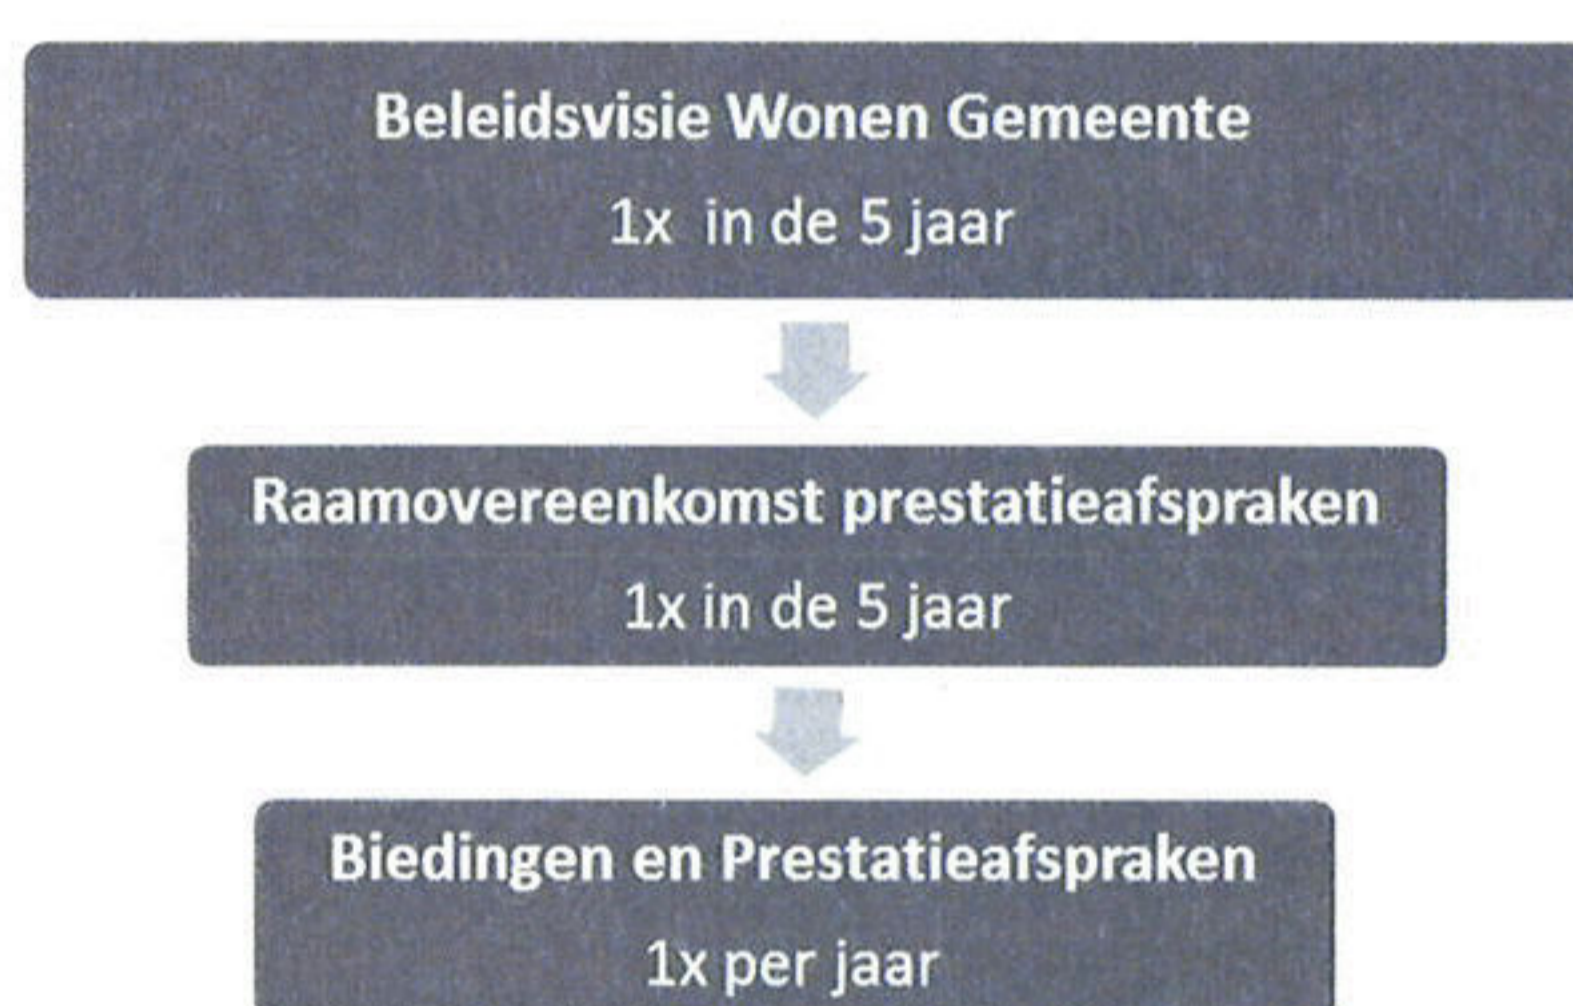 Beleidsvisie Wonen Gemeente
1x in de 5 jaar
Raamovereenkomst prestatieafspraken
1x in de 5 jaar
Biedingen en Prestatieafspraken
1x per jaar